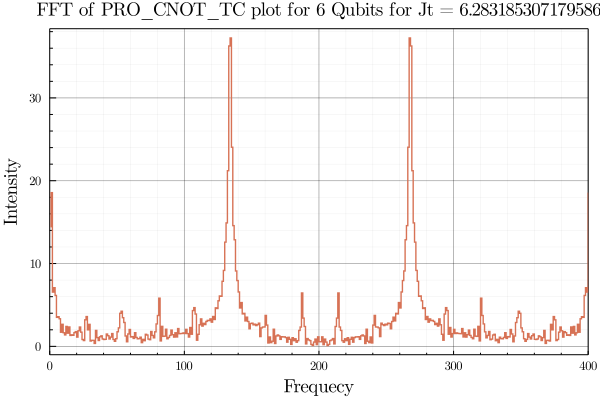 FFT of PRO_CNOT_TC plot for 6 Qubits for Jt = 6.283185307179586
Intensity
30
20
10
0
0 100 200 300 400
Frequecy